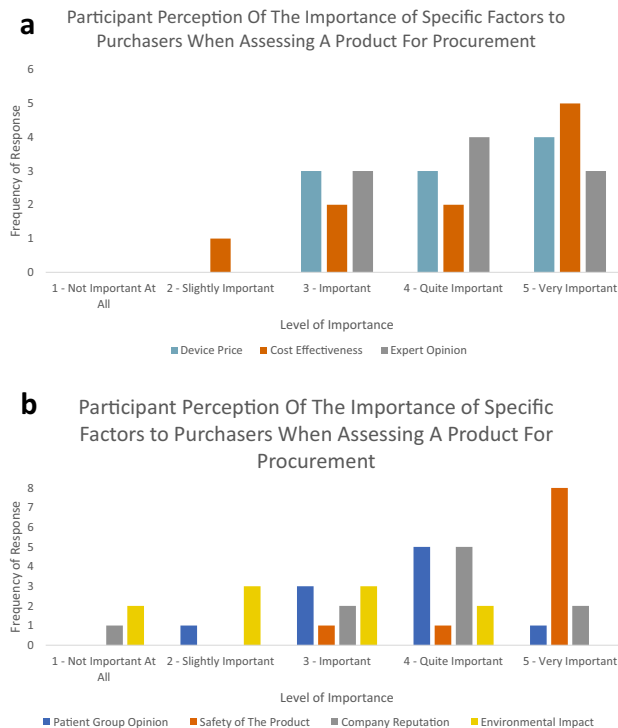 a
Participant Perception Of The Importance of Specific Factors to
Purchasers When Assessing A Product For Procurement
Frequency of Response
6
5
4
3
2
1
0
1 - Not Important At
All
2 - Slightly Important
3 - Important
4 - Quite Important
5 - Very Important
Level of Importance
Device Price
Cost Effectiveness
Expert Opinion
b
Participant Perception Of The Importance of Specific
Factors to Purchasers When Assessing A Product For
Procurement
Frequency of Response
8
7
6
5
4
3
2
1
0
1 - Not Important At
All
2 - Slightly Important
3 - Important
4 - Quite Important
5 - Very Important
Level of Importance
Patient Group Opinion
Safety of The Product
Company Reputation
Environmental Impact